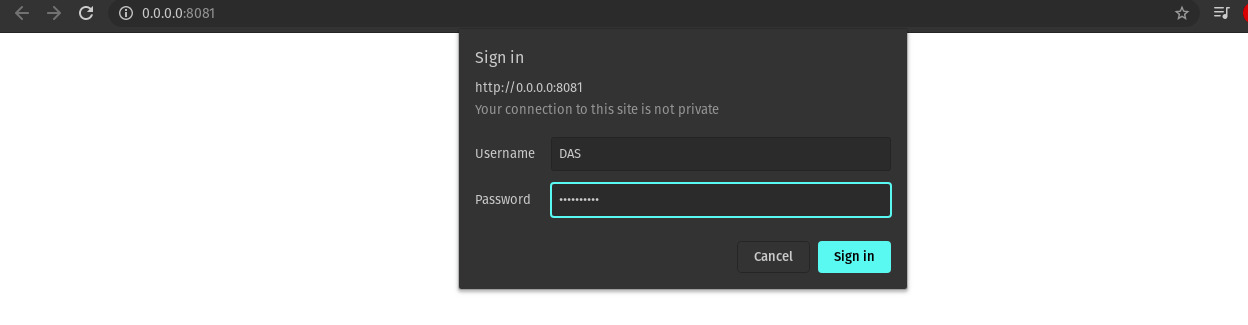 0.0.0.0:8081
Sign in
http://0.0.0.0:8081
Your connection to this site is not private
Username DAS
Password ••••••••••
Cancel Sign in